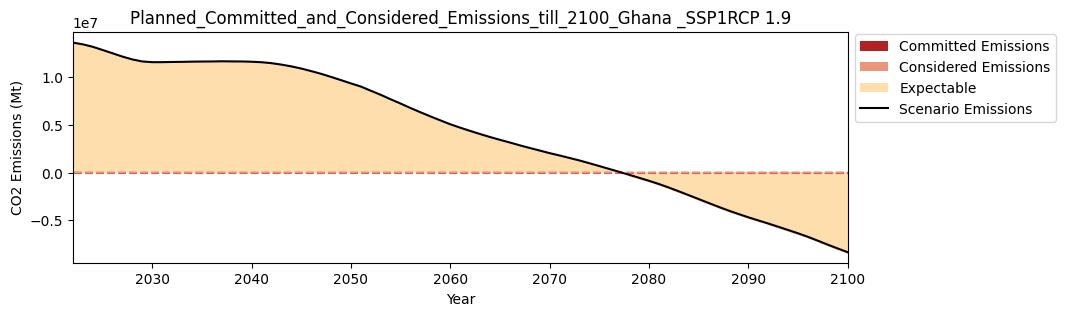 Planned_Committed_and_Considered_Emissions_till_2100_Ghana _SSP1RCP 1.9
1e7
1.0
0.5
0.0
−0.5
CO2 Emissions (Mt)
2030 2040 2050 2060 2070 2080 2090 2100
Year
Committed Emissions
Considered Emissions
Expectable
Scenario Emissions